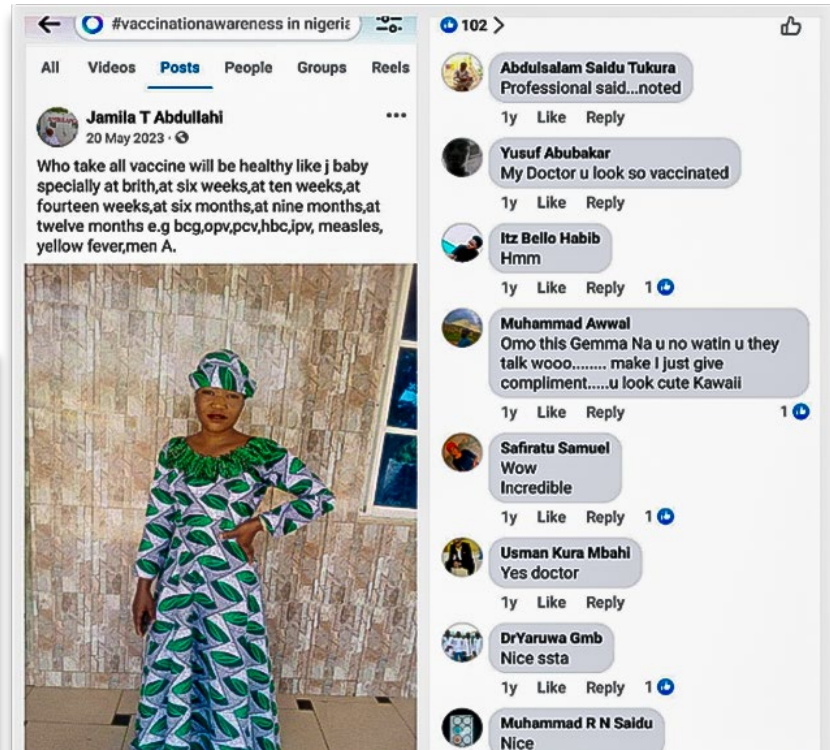 #vaccinationawareness in nigeria
All Videos Posts People Groups Reels
Jamila T Abdullahi
20 May 2023
Who take all vaccine will be healthy like j baby
specially at brith,at six weeks,at ten weeks,at
fourteen weeks,at six months,at nine months,at
twelve months e.g bcg,opv,pcv,hbc,ipv, measles,
yellow fever,men A.
102
Abdulsalam Saidu Tukura
Professional said...noted
1y Like Reply
Yusuf Abubakar
My Doctor u look so vaccinated
1y Like Reply
Itz Bello Habib
Hmm
1y Like Reply 1
Muhammad Awwal
Omo this Gemma Na u no watin u they
talk wooo........ make I just give
compliment.....u look cute Kawaii
1y Like Reply 1
Safiratu Samuel
Wow
Incredible
1y Like Reply 1
Usman Kura Mbahi
Yes doctor
1y Like Reply
DrYaruwa Gmb
Nice ssta
1y Like Reply 1
Muhammad R N Saidu
Nice